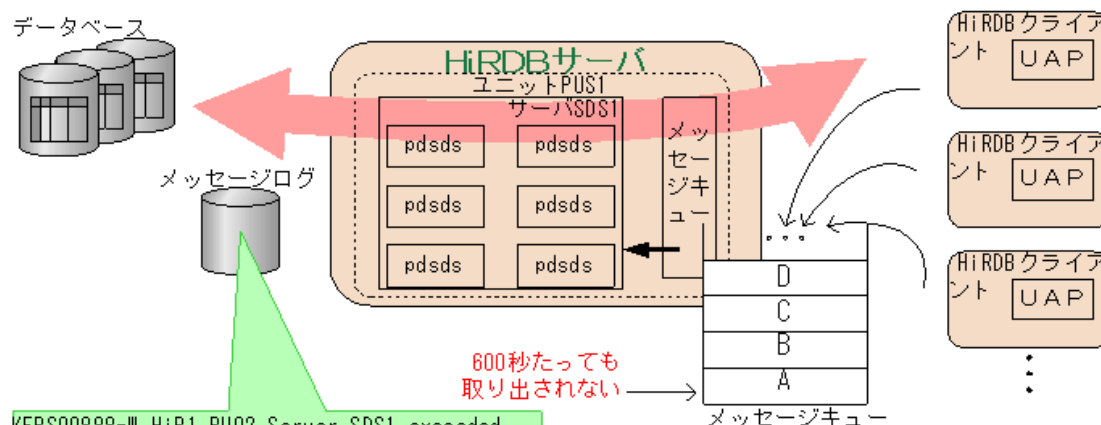 データベース
HiRDBサーバ
ユニットPUS1
サーバSDS1
pdsds
pdsds
pdsds
pdsds
pdsds
pdsds
メッセージキュー
メッセージログ
HiRDBクライア
ント
UAP
HiRDBクライア
ント
UAP
HiRDBクライア
ント
UAP
D
C
B
A
600秒たっても
取り出されない
メッセージキュー
Server SDS1 exceeded